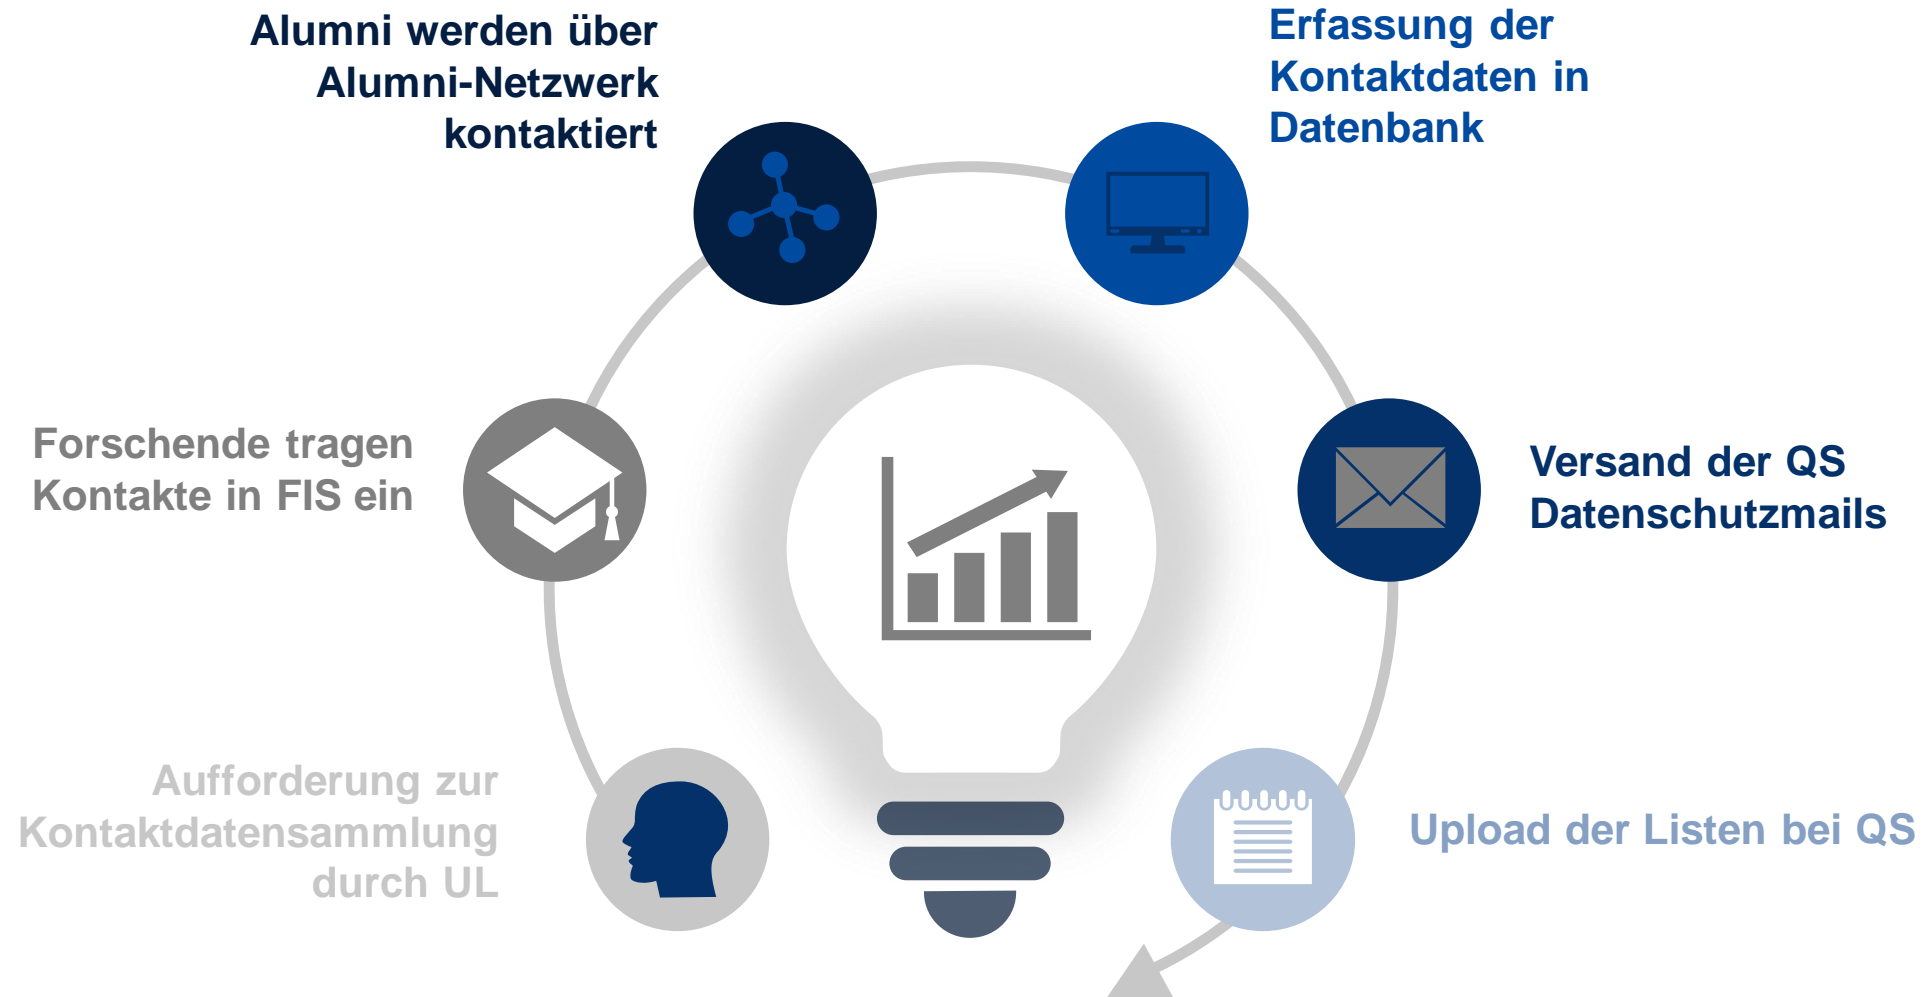 Alumni werden über
Alumni-Netzwerk
kontaktiert
Erfassung der
Kontaktdaten in
Datenbank
Forschende tragen
Kontakte in FIS ein
Versand der QS
Datenschutzmails
Aufforderung zur
Kontaktdatensammlung
durch UL
Upload der Listen bei QS